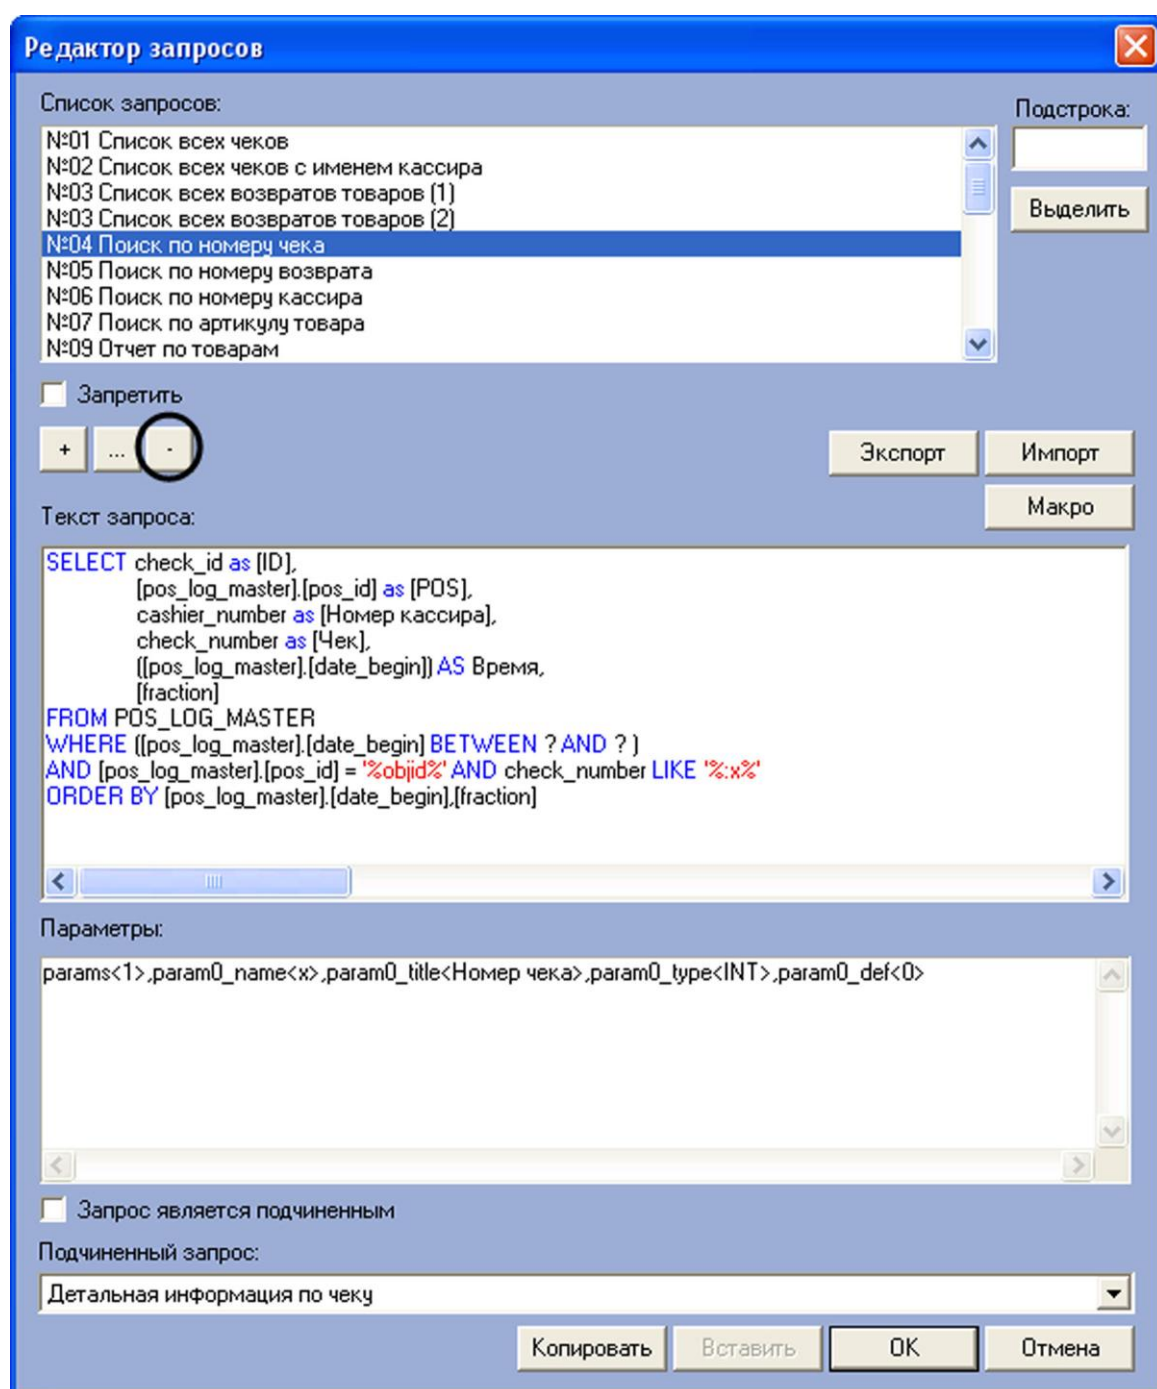 Редактор запросов
Список запросов:
Подстрока:
№01 Список всех чеков
№02 Список всех чеков с именем кассира
№03 Список всех возвратов товаров (1)
№03 Список всех возвратов товаров (2)
№04 Поиск по номеру чека
№05 Поиск по номеру возврата
№06 Поиск по номеру кассира
№07 Поиск по артикулу товара
№09 Отчет по товарам
Выделить
Запретить
+ ... -
Экспорт Импорт
Макро
Текст запроса:
SELECT check_id as [ID],
[pos_log_master].[pos_id] as [POS],
cashier_number as [Номер кассира],
check_number as [Чек],
([pos_log_master].[date_begin]) AS Время,
[fraction]
FROM POS_LOG_MASTER
WHERE ([pos_log_master].[date_begin] BETWEEN ? AND ? )
AND [pos_log_master].[pos_id] = '%objid%' AND check_number LIKE '%:x%'
ORDER BY [pos_log_master].[date_begin],[fraction]
Параметры:
params<1>,param0_name<x>,param0_title<Номер чека>,param0_type<INT>,param0_def<0>
Запрос является подчиненным
Подчиненный запрос:
Детальная информация по чеку
Копировать Вставить OK Отмена